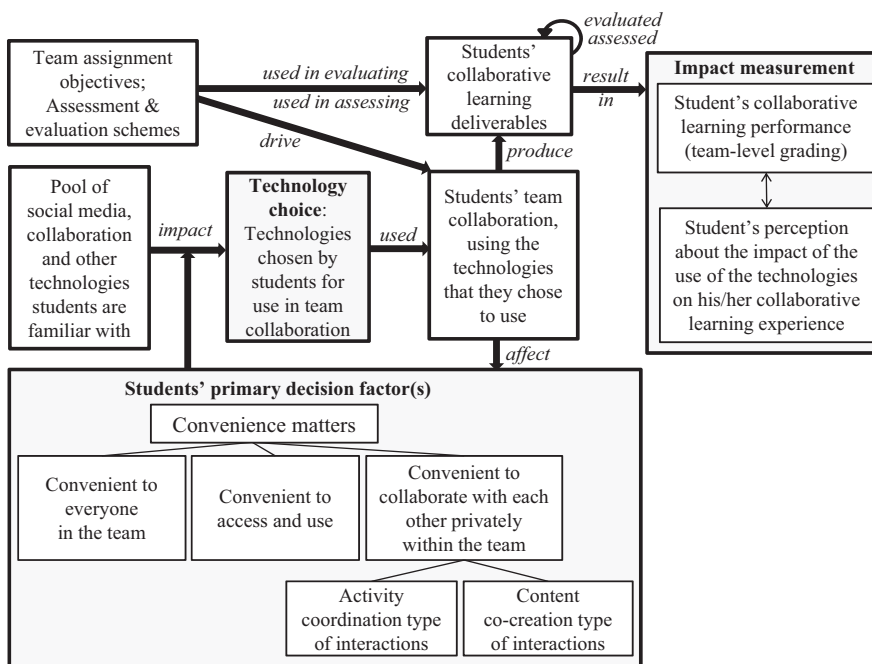 Team assignment
objectives;
Assessment &
evaluation schemes
used in evaluating
used in assessing
drive
Students’
collaborative
learning
deliverables
evaluated
assessed
result
in
produce
Impact measurement
Student’s collaborative
learning performance
(team-level grading)
Student’s perception
about the impact of the
use of the technologies
on his/her collaborative
learning experience
Pool of
social media,
collaboration
and other
technologies
students are
familiar with
impact
Technology
choice:
Technologies
chosen by
students for
use in team
collaboration
used
Students’ team
collaboration,
using the
technologies
that they chose
to use
affect
Students’ primary decision factor(s)
Convenience matters
Convenient to
everyone
in the team
Convenient to
access and use
Convenient to
collaborate with each
other privately
within the team
Activity
coordination type
of interactions
Content
co-creation type
of interactions